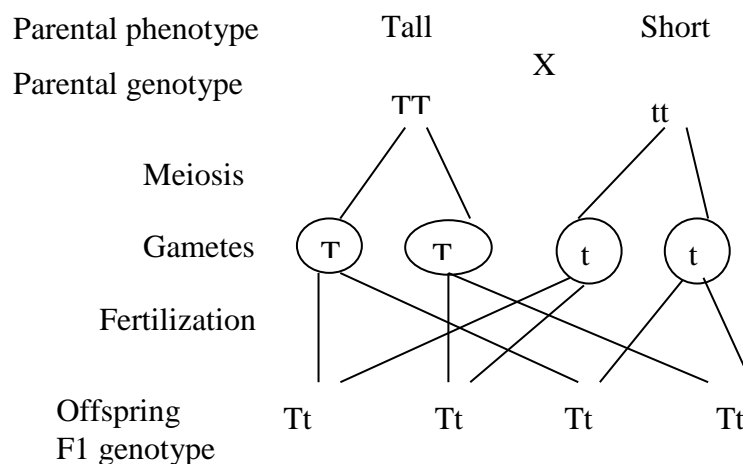 Parental phenotype Tall Short
X
Parental genotype TT tt
Meiosis
Gametes T T t t
Fertilization
Offspring Tt Tt Tt Tt
F1 genotype